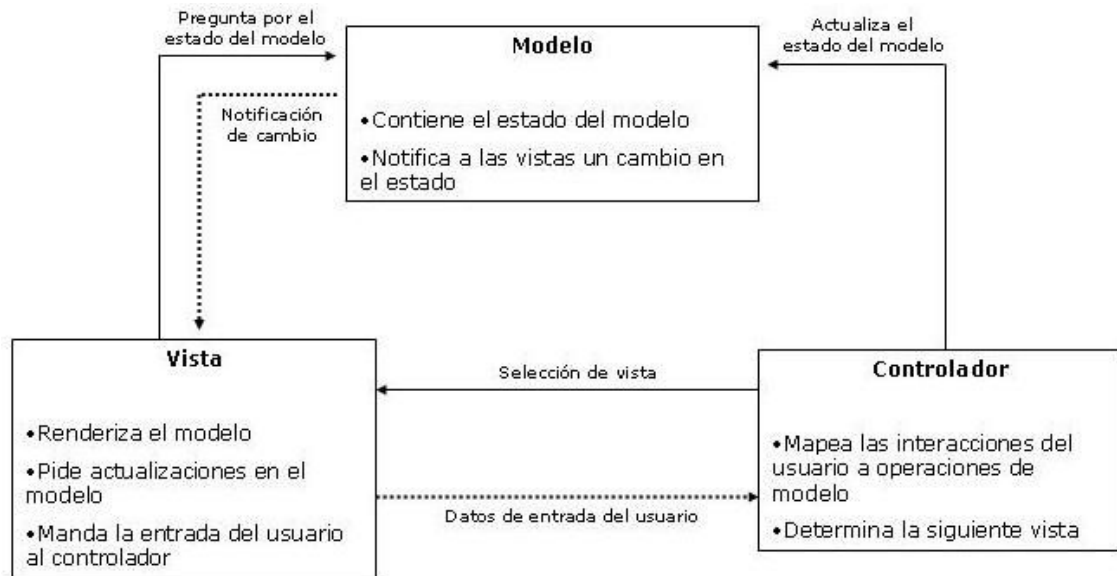 Pregunta por el
estado del modelo
Actualiza el
estado del modelo
Modelo
Notificación
de cambio
•Contiene el estado del modelo
•Notifica a las vistas un cambio en
el estado
Vista
Selección de vista
Controlador
•Renderiza el modelo
•Pide actualizaciones en el
modelo
•Manda la entrada del usuario
al controlador
Datos de entrada del usuario
•Mapea las interacciones del
usuario a operaciones de
modelo
•Determina la siguiente vista